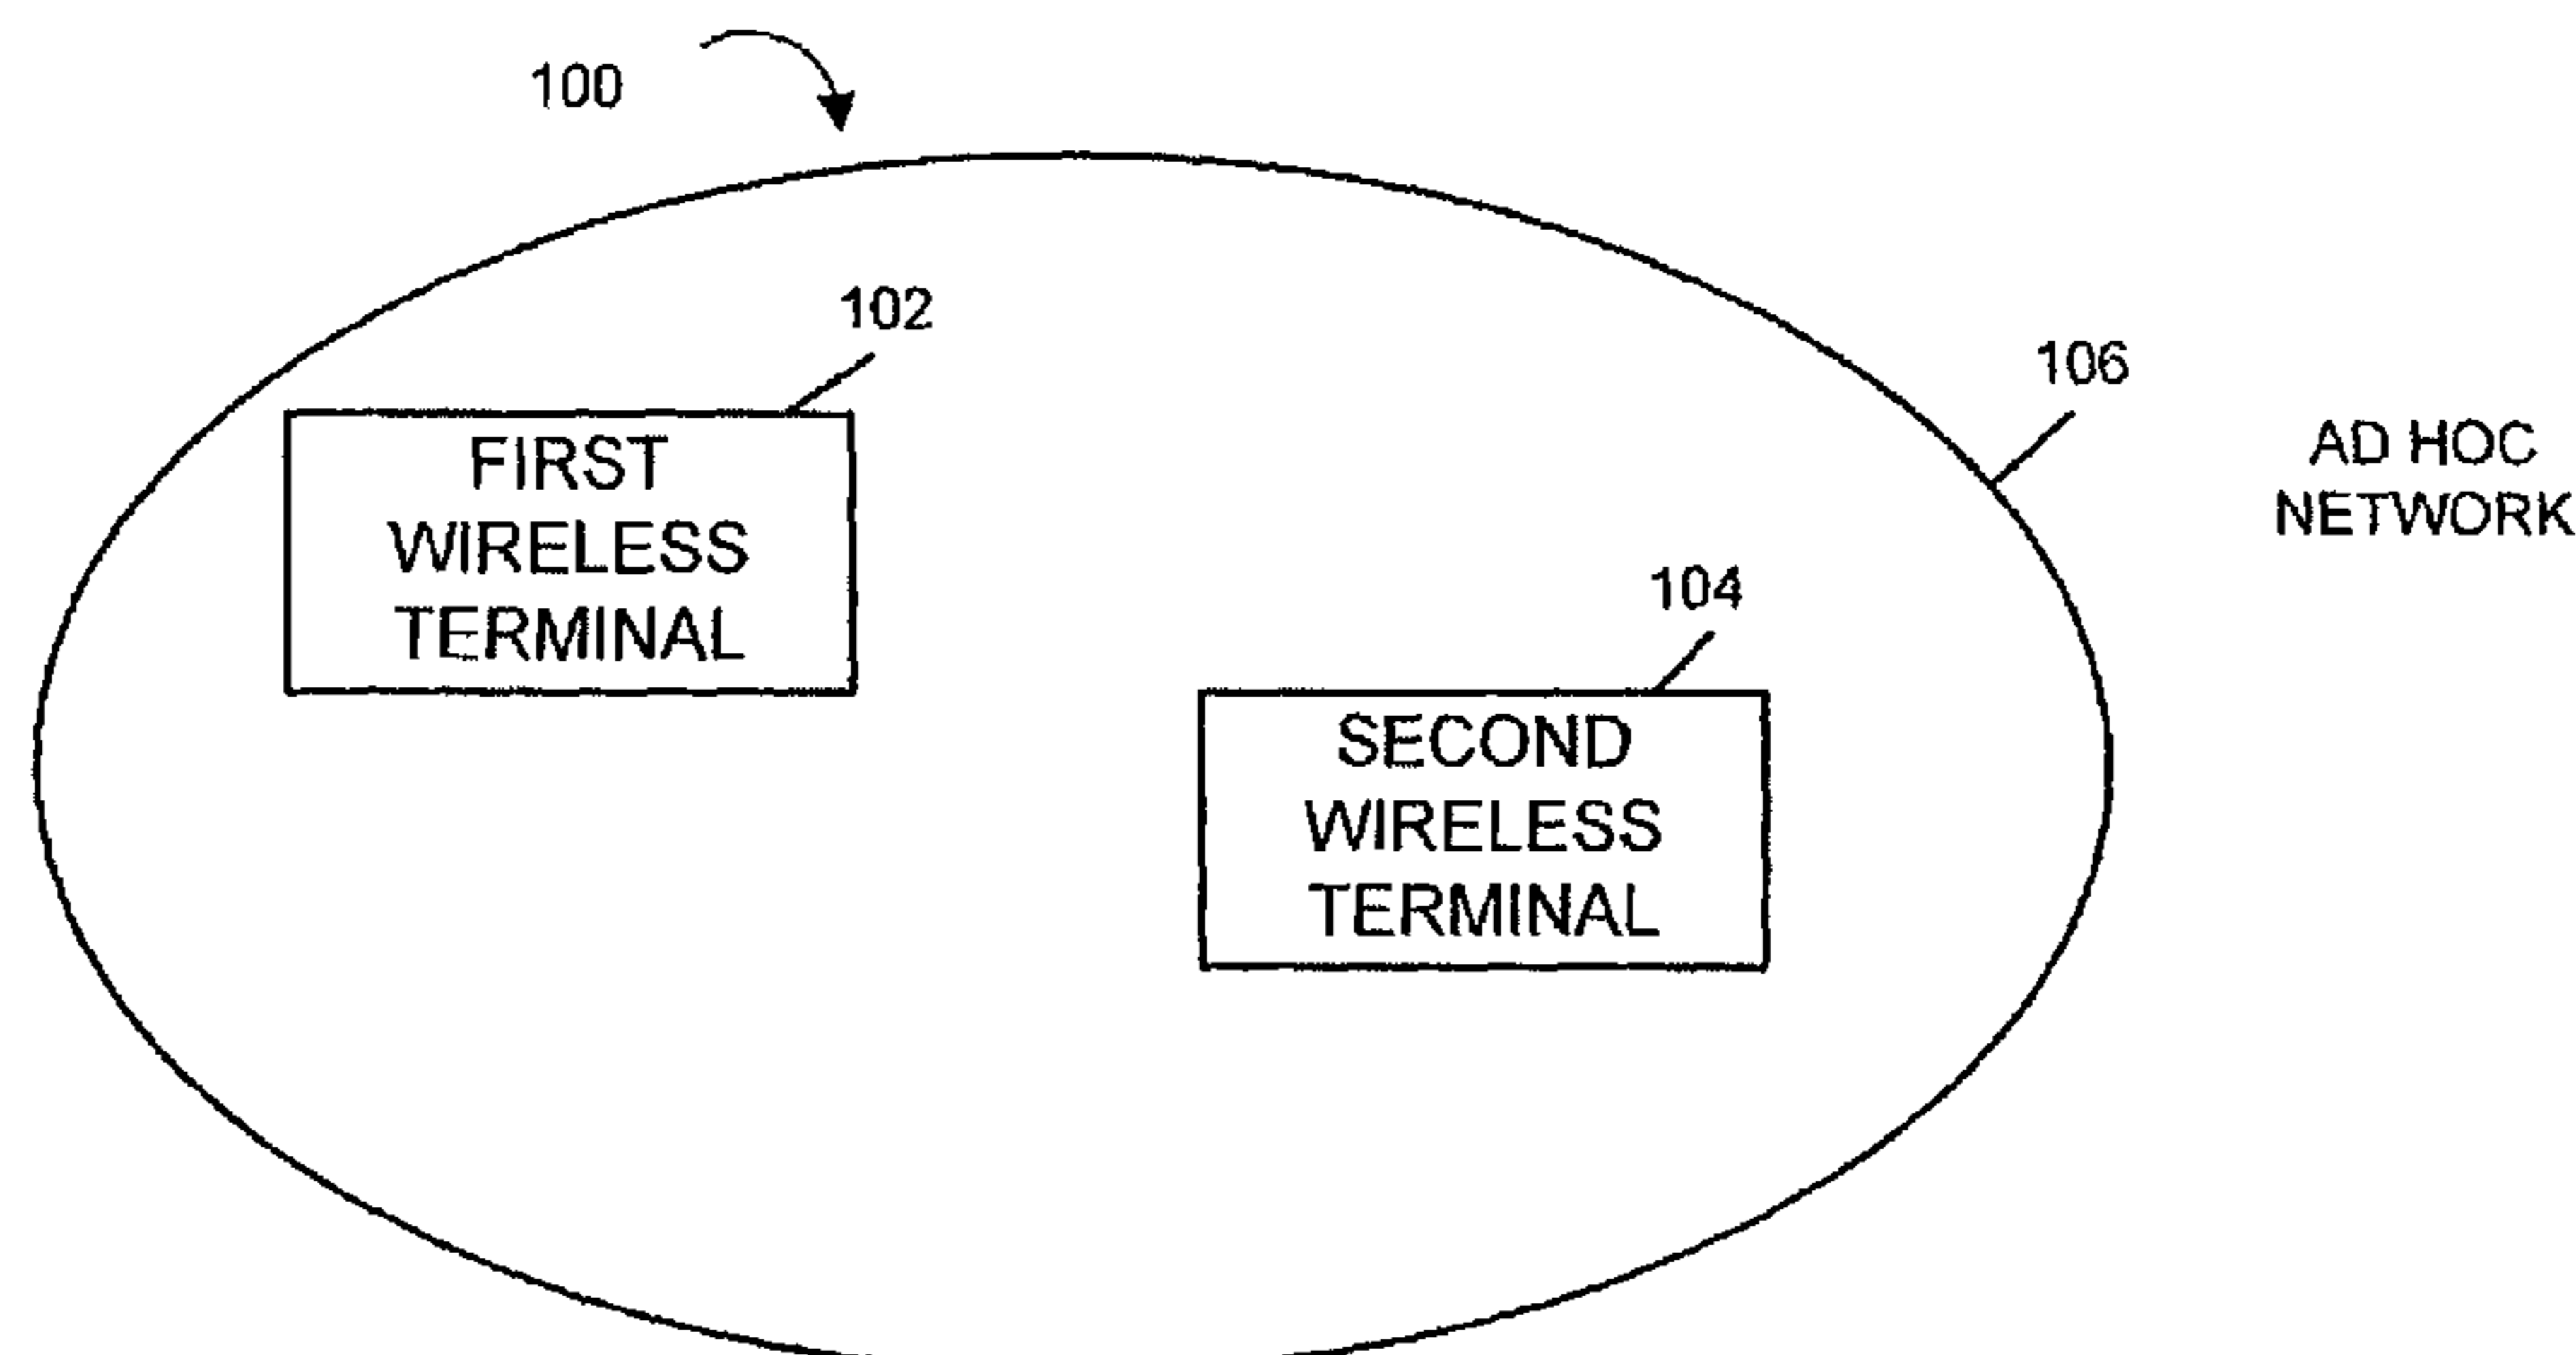 100
102
106
AD HOC
NETWORK
FIRST
WIRELESS
TERMINAL
104
SECOND
WIRELESS
TERMINAL